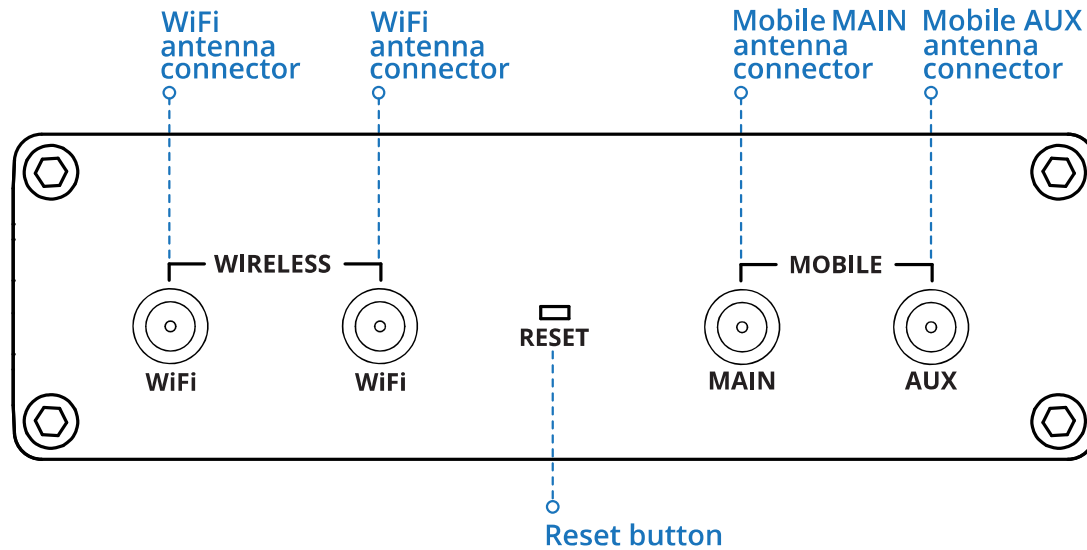 WiFi
antenna
connector
WiFi
antenna
connector
Mobile MAIN
antenna
connector
Mobile AUX
antenna
connector
WIRELESS
MOBILE
WiFi
WiFi
RESET
MAIN
AUX
Reset button